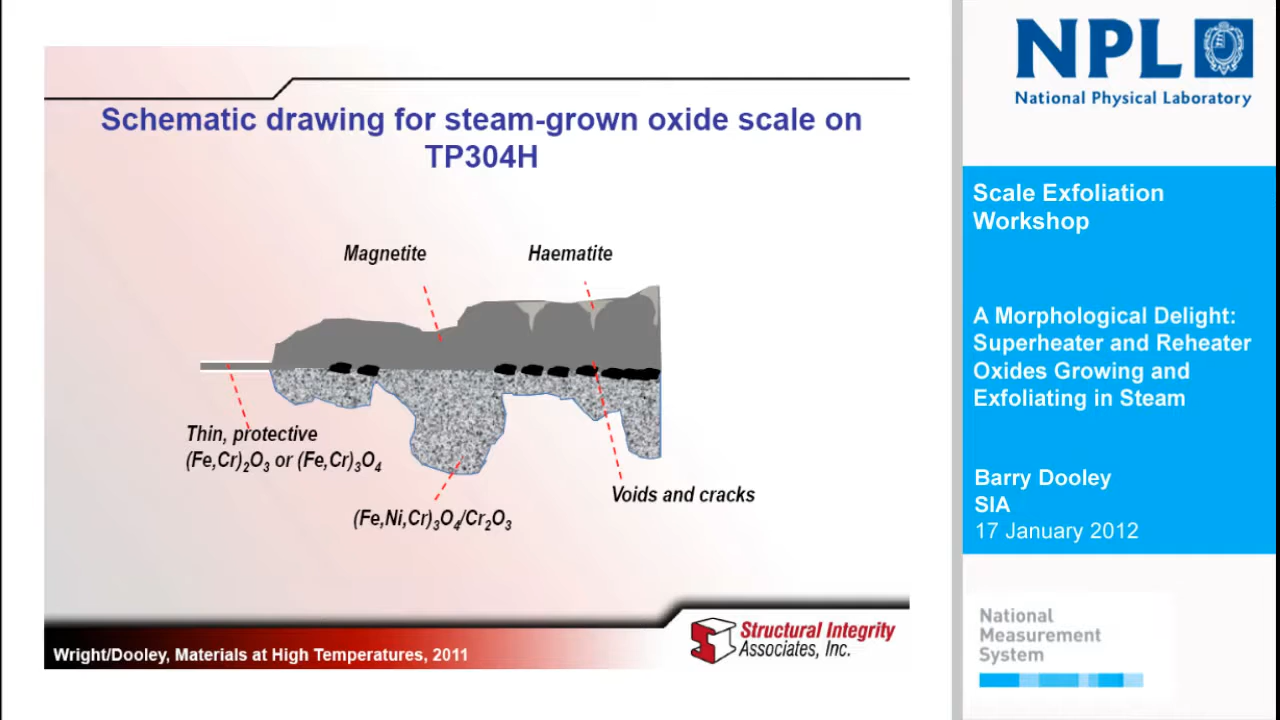 Schematic drawing for steam-grown oxide scale on
TP304H
Magnetite
Haematite
Thin, protective
(Fe,Cr)₂O₃ or (Fe,Cr)₃O₄
(Fe,Ni,Cr)₃O₄/Cr₂O₃
Voids and cracks
Wright/Dooley, Materials at High Temperatures, 2011
Structural Integrity
Associates, Inc.
NPL
National Physical Laboratory
Scale Exfoliation
Workshop
A Morphological Delight:
Superheater and Reheater
Oxides Growing and
Exfoliating in Steam
Barry Dooley
SIA
17 January 2012
National
Measurement
System